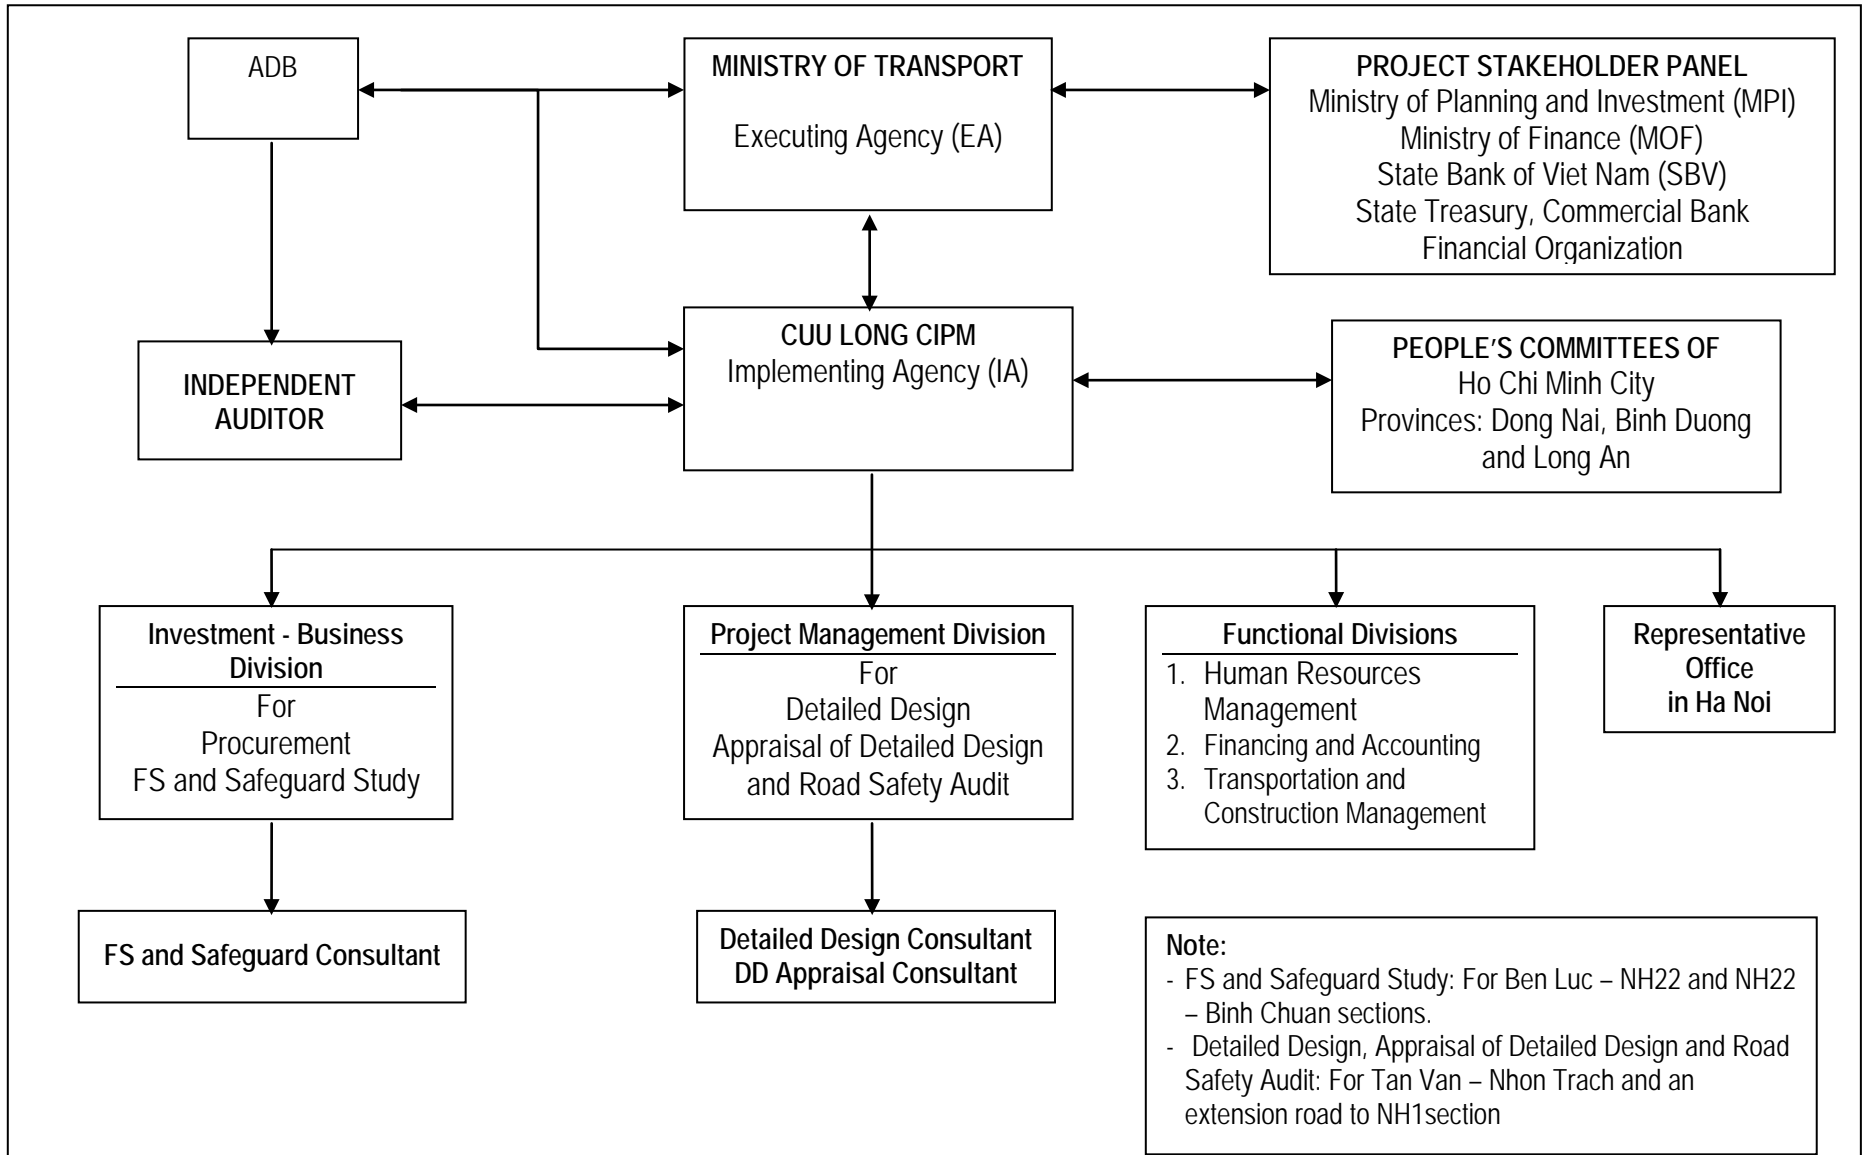 ADB
MINISTRY OF TRANSPORT
Executing Agency (EA)
PROJECT STAKEHOLDER PANEL
Ministry of Planning and Investment (MPI)
Ministry of Finance (MOF)
State Bank of Viet Nam (SBV)
State Treasury, Commercial Bank
Financial Organization
INDEPENDENT
AUDITOR
CUU LONG CIPM
Implementing Agency (IA)
PEOPLE'S COMMITTEES OF
Ho Chi Minh City
Provinces: Dong Nai, Binh Duong
and Long An
Investment - Business
Division
For
Procurement
FS and Safeguard Study
Project Management Division
For
Detailed Design
Appraisal of Detailed Design
and Road Safety Audit
Functional Divisions
1. Human Resources
Management
2. Financing and Accounting
3. Transportation and
Construction Management
Representative
Office
in Ha Noi
FS and Safeguard Consultant
Detailed Design Consultant
DD Appraisal Consultant
Note:
- FS and Safeguard Study: For Ben Luc – NH22 and NH22
– Binh Chuan sections.
- Detailed Design, Appraisal of Detailed Design and Road
Safety Audit: For Tan Van – Nhon Trach and an
extension road to NH1section